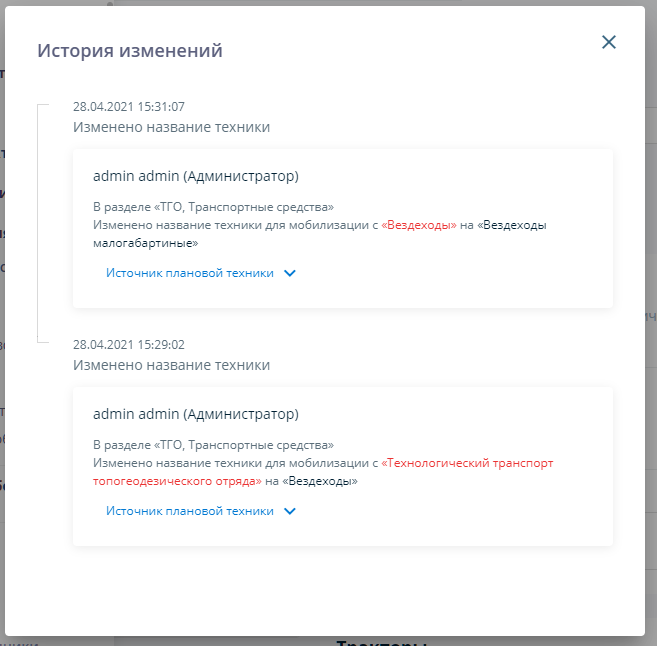 История изменений
28.04.2021 15:31:07
Изменено название техники
admin admin (Администратор)
В разделе «ТГО, Транспортные средства»
Изменено название техники для мобилизации с «Вездеходы» на «Вездеходы
малогабартиные»
Источник плановой техники
28.04.2021 15:29:02
Изменено название техники
admin admin (Администратор)
В разделе «ТГО, Транспортные средства»
Изменено название техники для мобилизации с «Технологический транспорт
топогеодезического отряда» на «Вездеходы»
Источник плановой техники